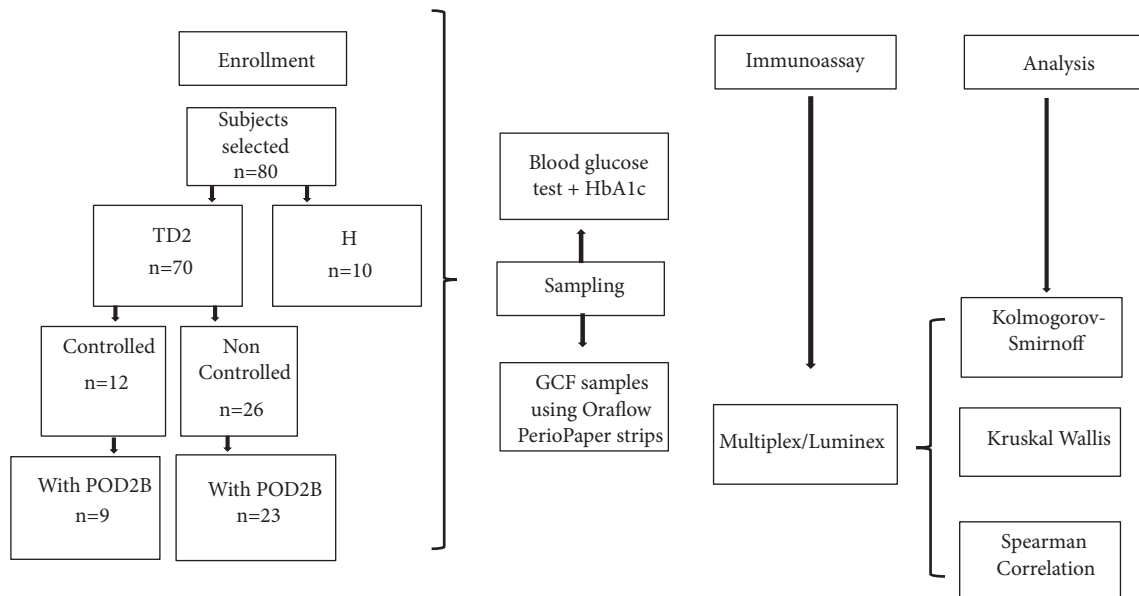 Enrollment
Subjects
selected
n=80
TD2
n=70
H
n=10
Controlled
n=12
Non
Controlled
n=26
With POD2B
n=9
With POD2B
n=23
Blood glucose
test + HbA1c
Sampling
GCF samples
using Oraflow
PerioPaper strips
Immunoassay
Multiplex/Luminex
Analysis
Kolmogorov-
Smirnoff
Kruskal Wallis
Spearman
Correlation